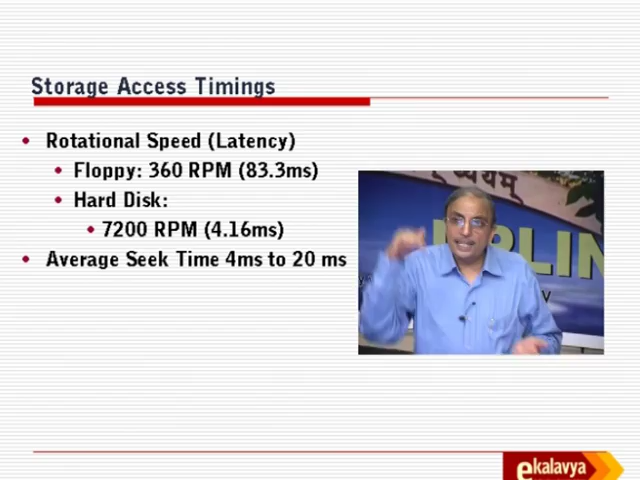 Storage Access Timings
• Rotational Speed (Latency)
• Floppy: 360 RPM (83.3ms)
• Hard Disk:
• 7200 RPM (4.16ms)
• Average Seek Time 4ms to 20 ms
ekalavya